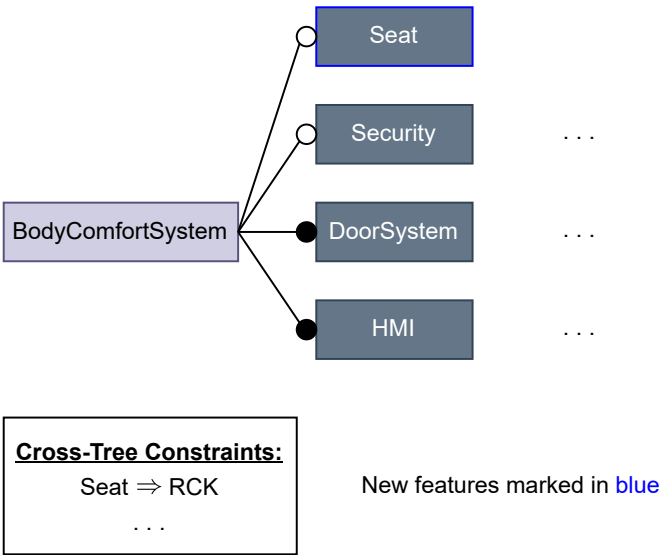 Seat
Security
. . .
BodyComfortSystem
DoorSystem
. . .
HMI
. . .
Cross-Tree Constraints:
Seat ⇒ RCK
. . .
New features marked in blue